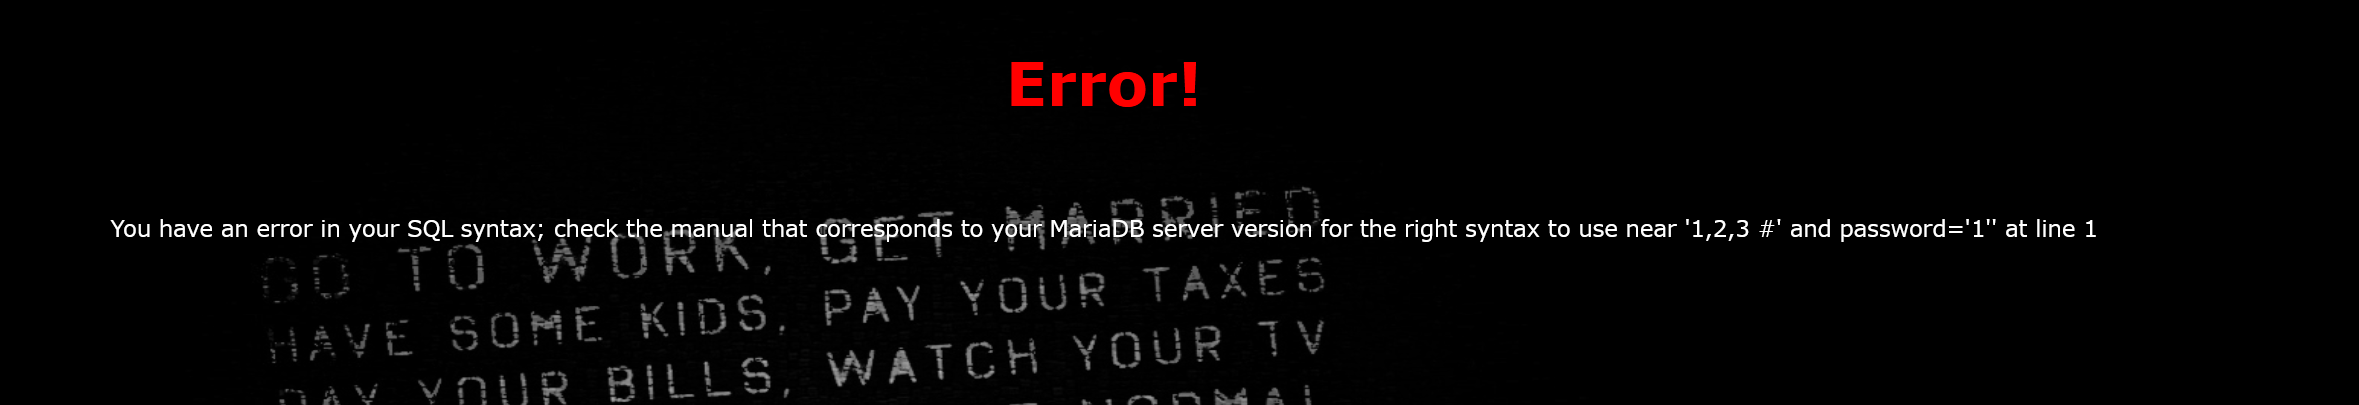 Error!
You have an error in your SQL syntax; check the manual that corresponds to your MariaDB server version for the right syntax to use near '1,2,3 #' and password='1'' at line 1
GO TO WORK, GET MARRIED
HAVE SOME KIDS, PAY YOUR TAXES
PAY YOUR BILLS, WATCH YOUR TV
NORMAL